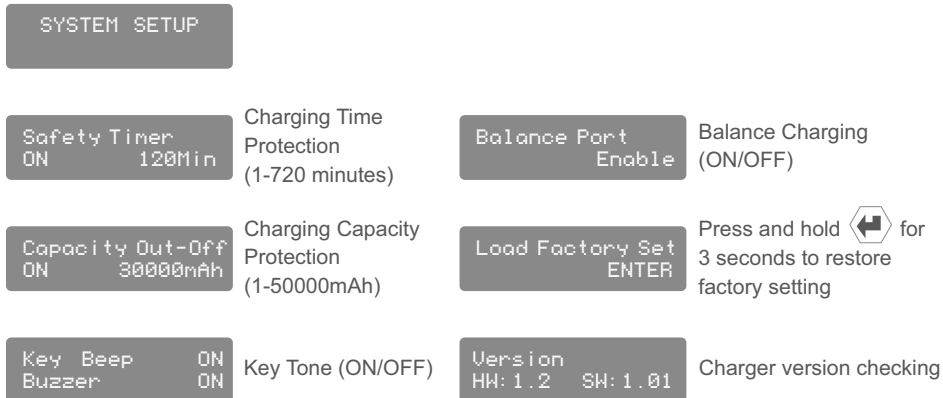 SYSTEM SETUP
Safety Timer
ON 120Min
Charging Time
Protection
(1-720 minutes)
Balance Port
Enable
Balance Charging
(ON/OFF)
Capacity Out-Off
ON 30000mAh
Charging Capacity
Protection
(1-50000mAh)
Load Factory Set
ENTER
Press and hold for
3 seconds to restore
factory setting
Key Beep ON
Buzzer ON
Key Tone (ON/OFF)
Version
HW:1.2 SW:1.01
Charger version checking